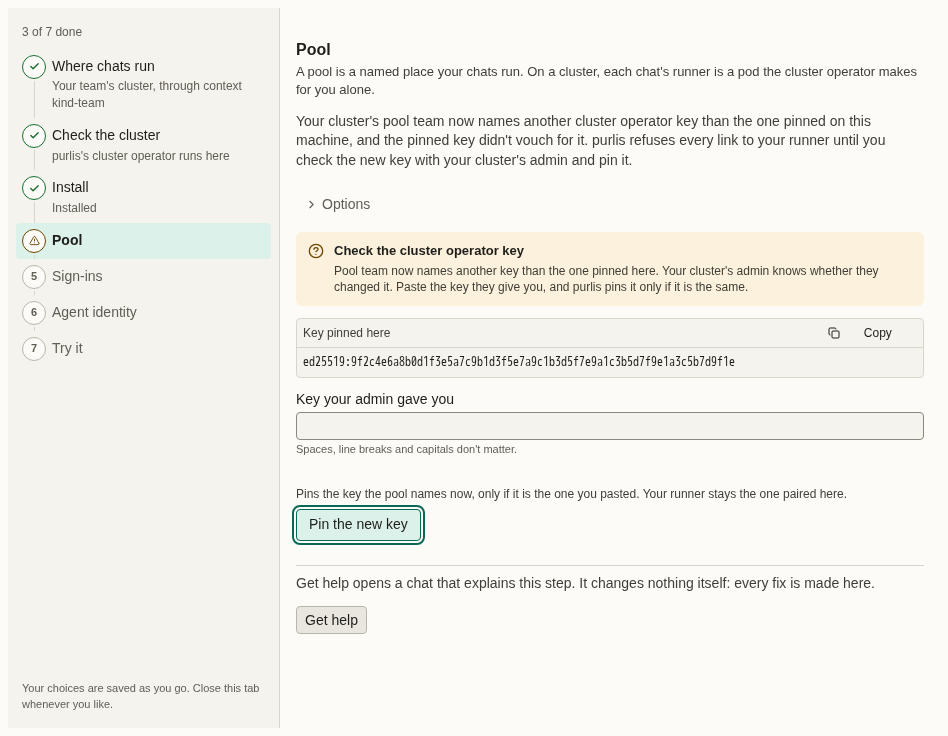 3 of 7 done
Where chats run
Your team's cluster, through context
kind-team
Check the cluster
purlis's cluster operator runs here
Install
Installed
Pool
5 Sign-ins
6 Agent identity
7 Try it
Your choices are saved as you go. Close this tab
whenever you like.
Pool
A pool is a named place your chats run. On a cluster, each chat's runner is a pod the cluster operator makes
for you alone.
Your cluster's pool team now names another cluster operator key than the one pinned on this
machine, and the pinned key didn't vouch for it. purlis refuses every link to your runner until you
check the new key with your cluster's admin and pin it.
Options
Check the cluster operator key
Pool team now names another key than the one pinned here. Your cluster's admin knows whether they
changed it. Paste the key they give you, and purlis pins it only if it is the same.
Key pinned here
Copy
ed25519:9f2c4e6a8b0d1f3e5a7c9b1d3f5e7a9c1b3d5f7e9a1c3b5d7f9e1a3c5b7d9f1e
Key your admin gave you
Spaces, line breaks and capitals don't matter.
Pins the key the pool names now, only if it is the one you pasted. Your runner stays the one paired here.
Pin the new key
Get help opens a chat that explains this step. It changes nothing itself: every fix is made here.
Get help